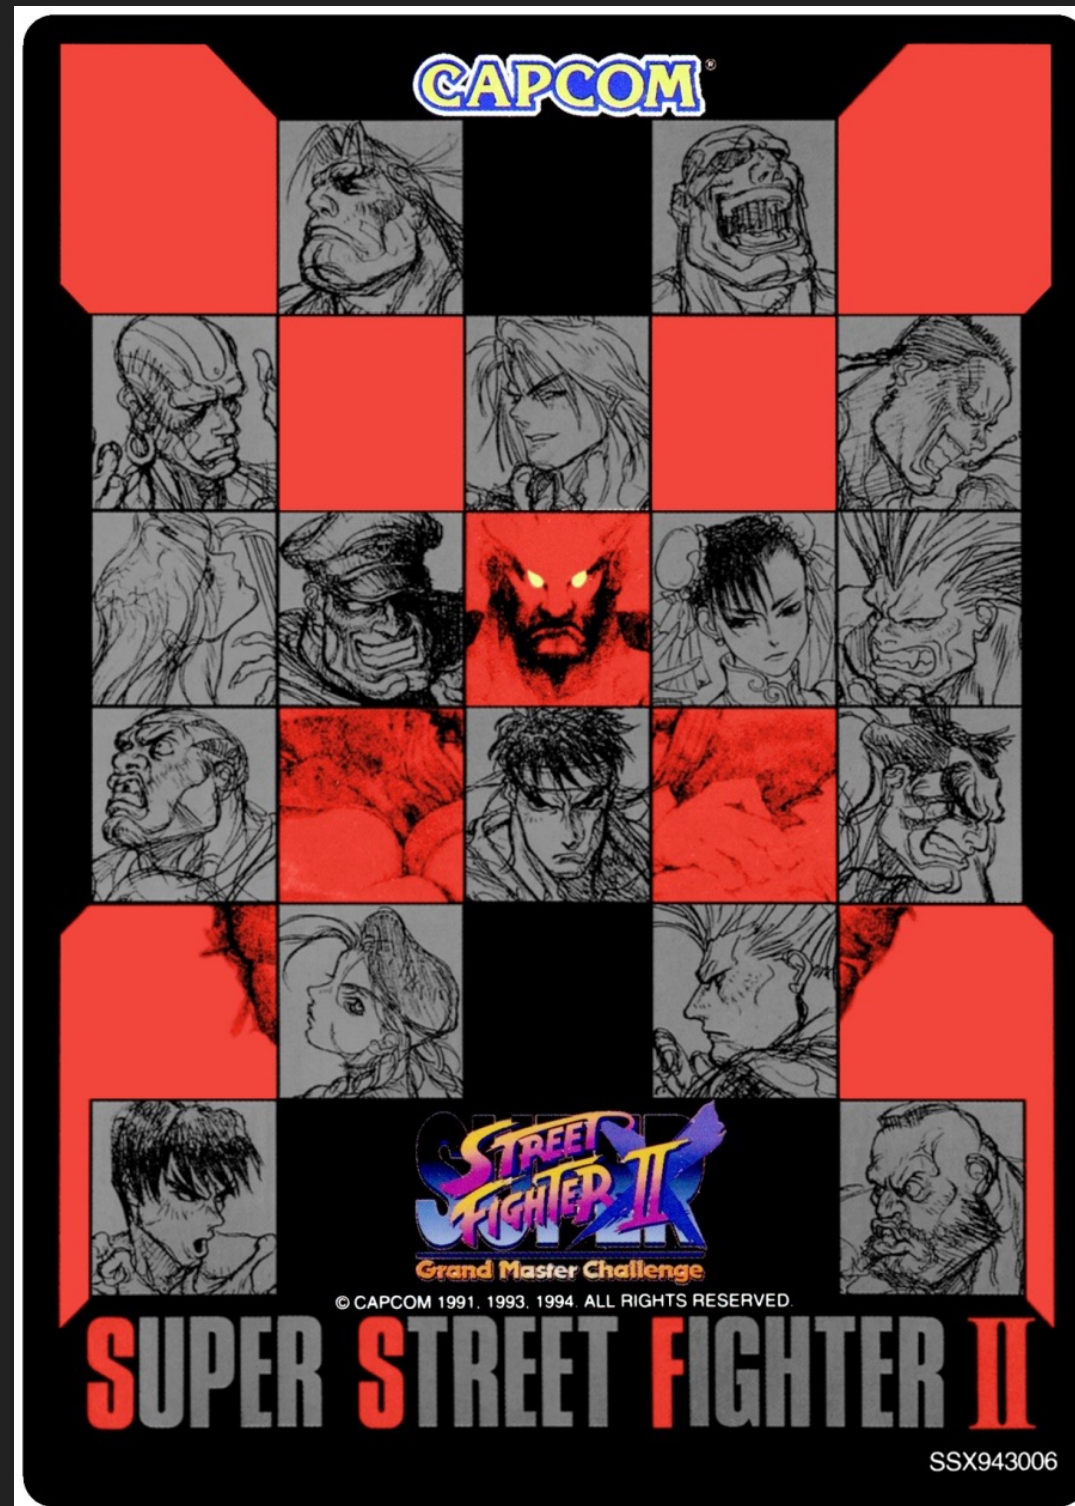 CAPCOM®
SUPER
STREET
FIGHTER II X
Grand Master Challenge
© CAPCOM 1991, 1993, 1994. ALL RIGHTS RESERVED.
SUPER STREET FIGHTER II
SSX943006